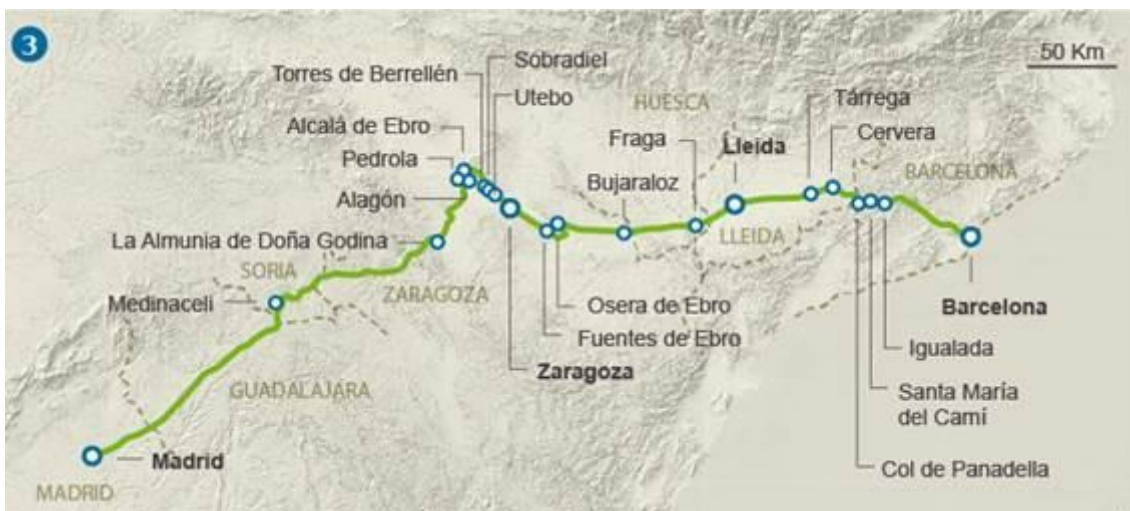 3
50 Km
Sobradiel
Torres de Berrellén
Utebo
HUESCA
Tárrega
Alcalá de Ebro
Fraga
Lleida
Cervera
Pedrola
Bujaraloz
BARCELONA
Alagón
La Almunia de Doña Godina
LLEIDA
SORIA
ZARAGOZA
Medinaceli
Osera de Ebro
Barcelona
Fuentes de Ebro
Igualada
Zaragoza
GUADALAJARA
Santa María
del Camí
Madrid
Col de Panadella
MADRID